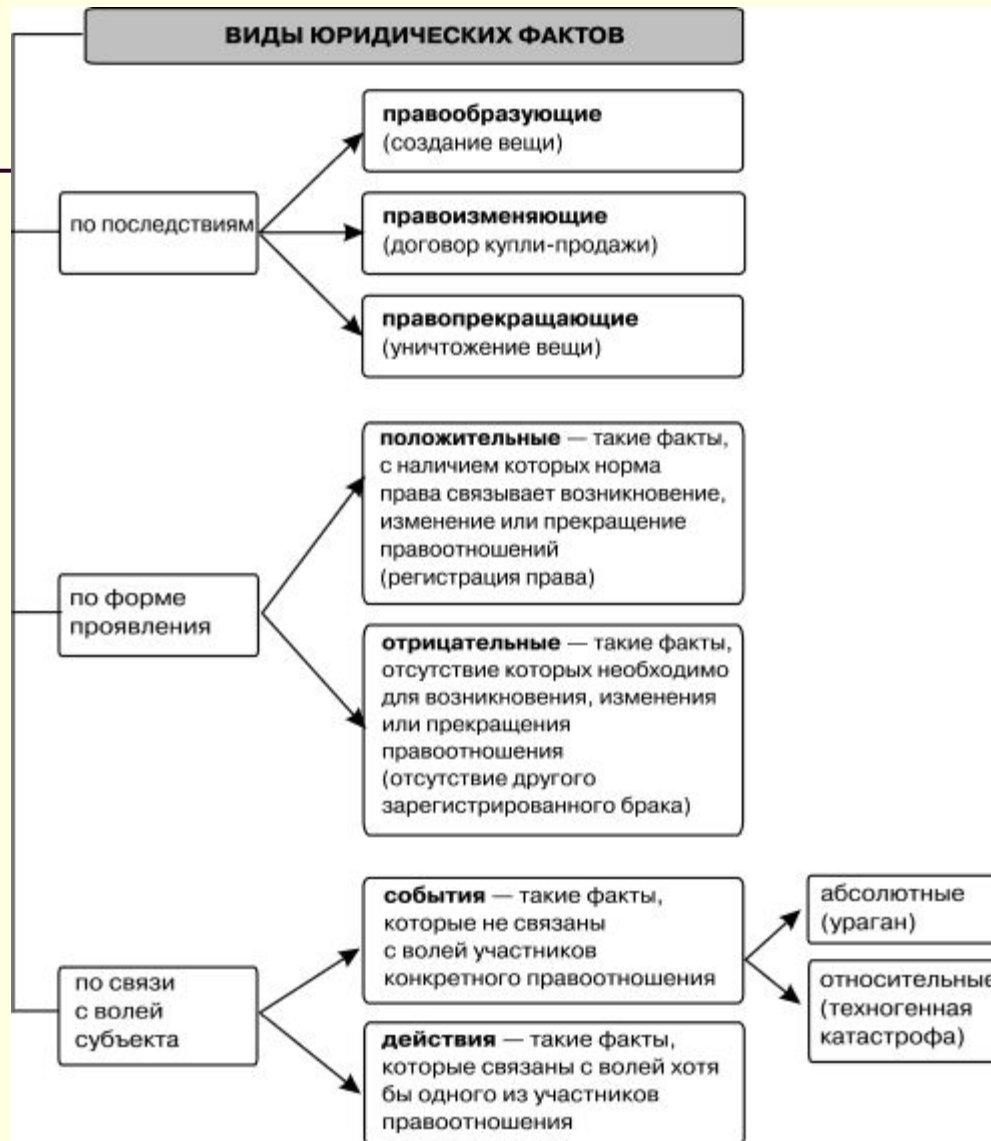 ВИДЫ ЮРИДИЧЕСКИХ ФАКТОВ
по последствиям
правообразующие
(создание вещи)
правоизменяющие
(договор купли-продажи)
правопрекращающие
(уничтожение вещи)
по форме
проявления
положительные — такие факты,
с наличием которых норма
права связывает возникновение,
изменение или прекращение
правоотношений
(регистрация права)
отрицательные — такие факты,
отсутствие которых необходимо
для возникновения, изменения
или прекращения
правоотношения
(отсутствие другого
зарегистрированного брака)
по связи
с волей
субъекта
события — такие факты,
которые не связаны
с волей участников
конкретного правоотношения
абсолютные
(ураган)
относительные
(техногенная
катастрофа)
действия — такие факты,
которые связаны с волей хотя
бы одного из участников
правоотношения